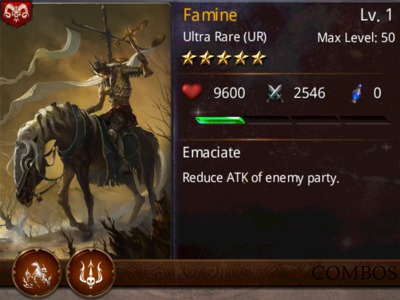 Famine Lv. 1
Ultra Rare (UR) Max Level: 50
9600 2546 0
Emaciate
Reduce ATK of enemy party.
COMBOS